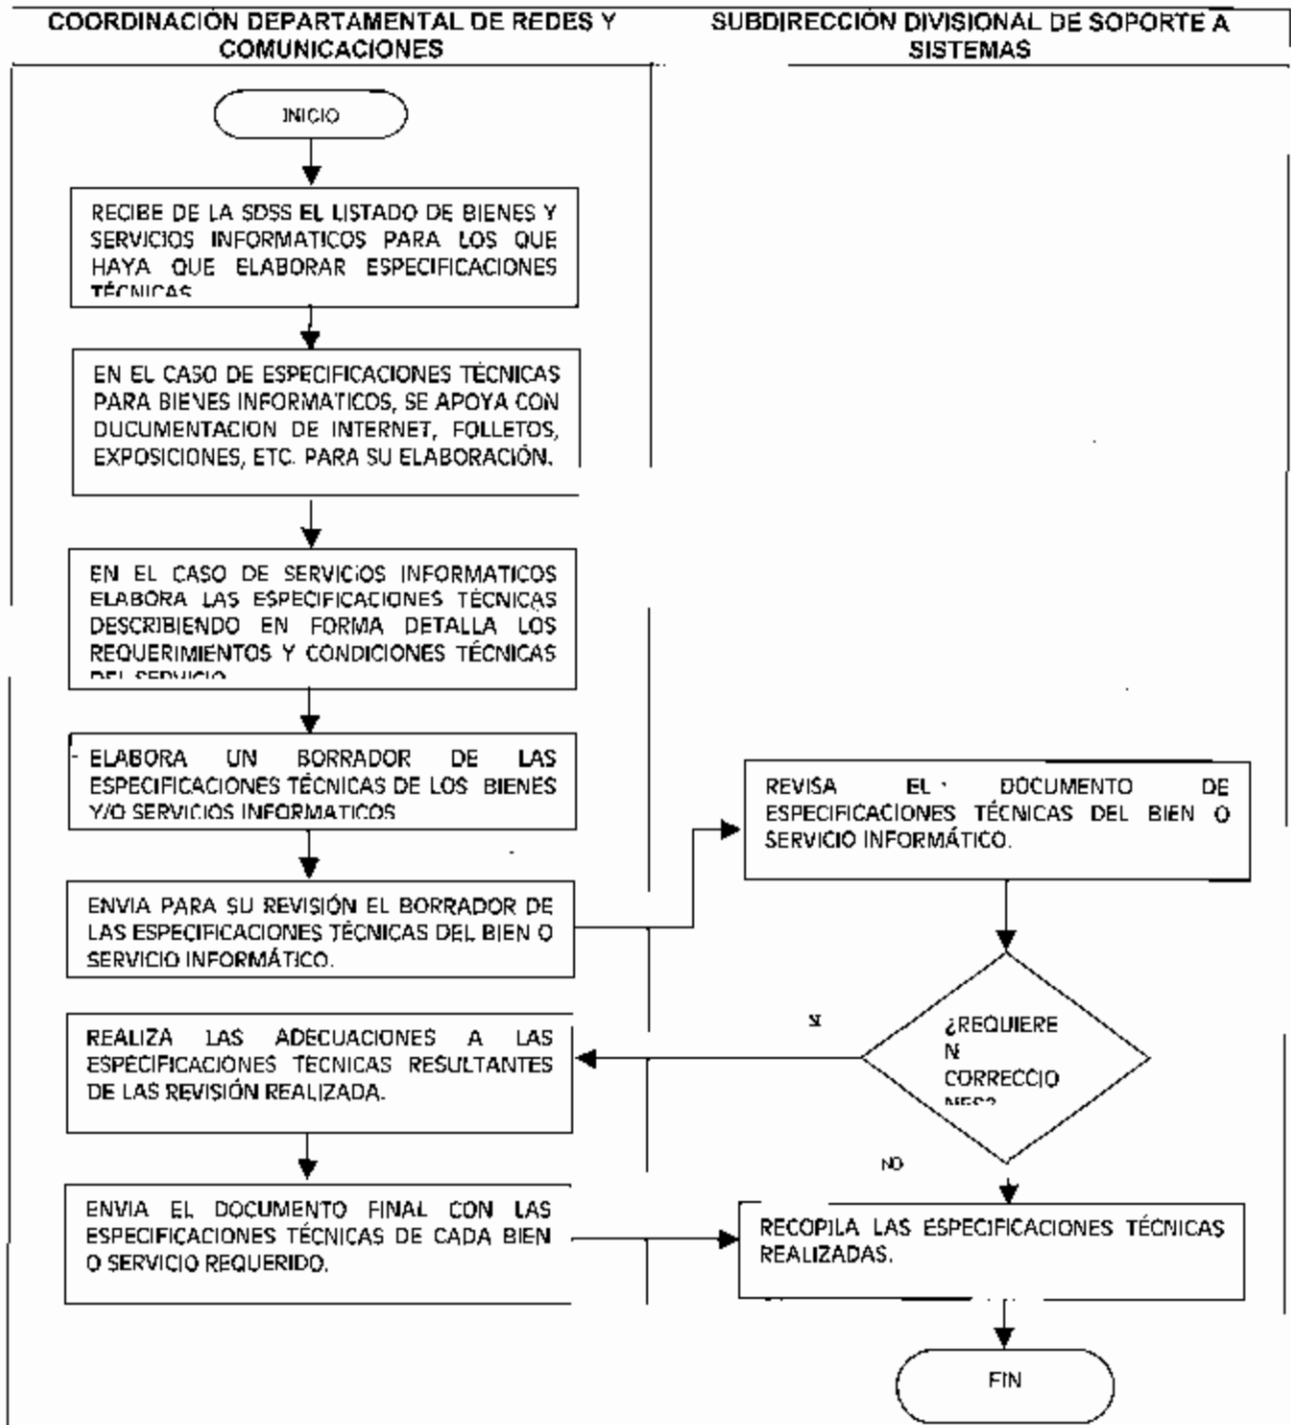 COORDINACIÓN DEPARTAMENTAL DE REDES Y
COMUNICACIONES
SUBDIRECCIÓN DIVISIONAL DE SOPORTE A
SISTEMAS
INICIO
RECIBE DE LA SDSS EL LISTADO DE BIENES Y
SERVICIOS INFORMATICOS PARA LOS QUE
HAYA QUE ELABORAR ESPECIFICACIONES
TÉCNICAS
EN EL CASO DE ESPECIFICACIONES TÉCNICAS
PARA BIENES INFORMATICOS, SE APOYA CON
DUCUMENTACION DE INTERNET, FOLLETOS,
EXPOSICIONES, ETC. PARA SU ELABORACIÓN.
EN EL CASO DE SERVICIOS INFORMATICOS
ELABORA LAS ESPECIFICACIONES TÉCNICAS
DESCRIBIENDO EN FORMA DETALLA LOS
REQUERIMIENTOS Y CONDICIONES TÉCNICAS
DEL SERVICIO
ELABORA UN BORRADOR DE LAS
ESPECIFICACIONES TÉCNICAS DE LOS BIENES
Y/O SERVICIOS INFORMATICOS
ENVIA PARA SU REVISIÓN EL BORRADOR DE
LAS ESPECIFICACIONES TÉCNICAS DEL BIEN O
SERVICIO INFORMÁTICO.
REVISA EL DOCUMENTO DE
ESPECIFICACIONES TÉCNICAS DEL BIEN O
SERVICIO INFORMÁTICO.
¿REQUIERE
N
CORRECCIO
NES?
SI
NO
REALIZA LAS ADECUACIONES A LAS
ESPECIFICACIONES TÉCNICAS RESULTANTES
DE LAS REVISIÓN REALIZADA.
ENVIA EL DOCUMENTO FINAL CON LAS
ESPECIFICACIONES TÉCNICAS DE CADA BIEN
O SERVICIO REQUERIDO.
RECOPILA LAS ESPECIFICACIONES TÉCNICAS
REALIZADAS.
FIN